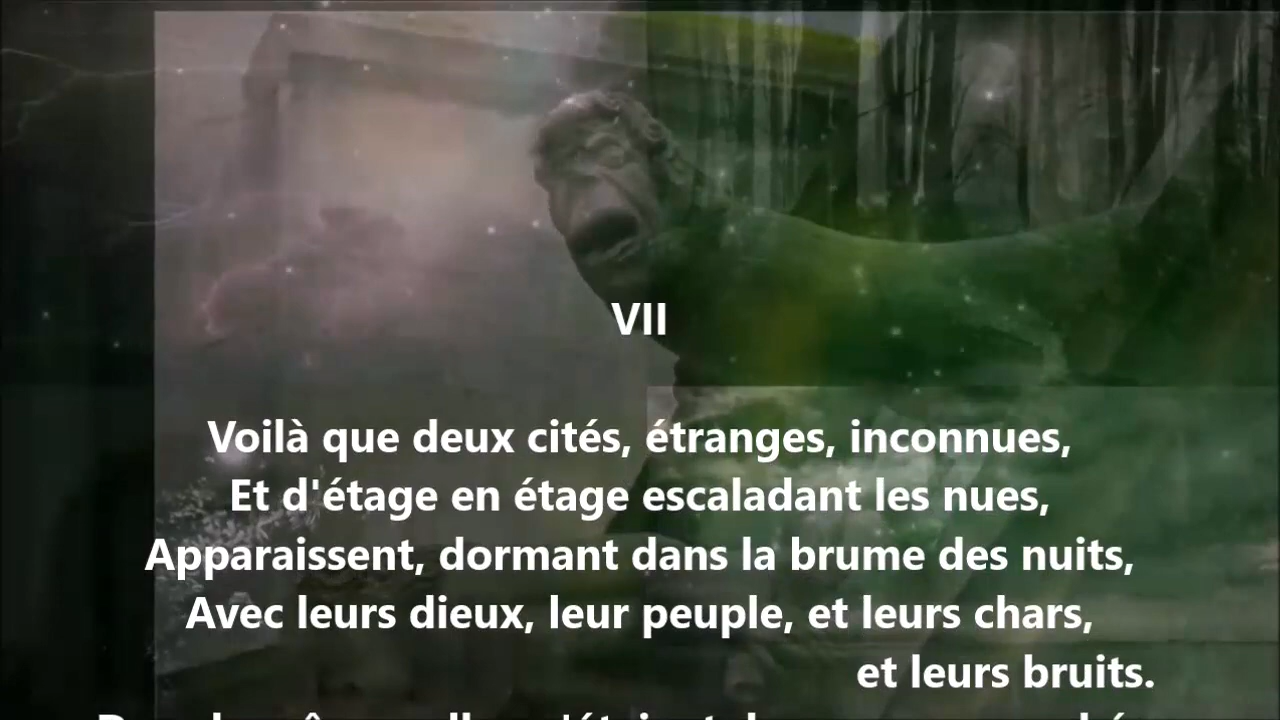 VII
Voilà que deux cités, étranges, inconnues,
Et d'étage en étage escaladant les nues,
Apparaissent, dormant dans la brume des nuits,
Avec leurs dieux, leur peuple, et leurs chars,
et leurs bruits.